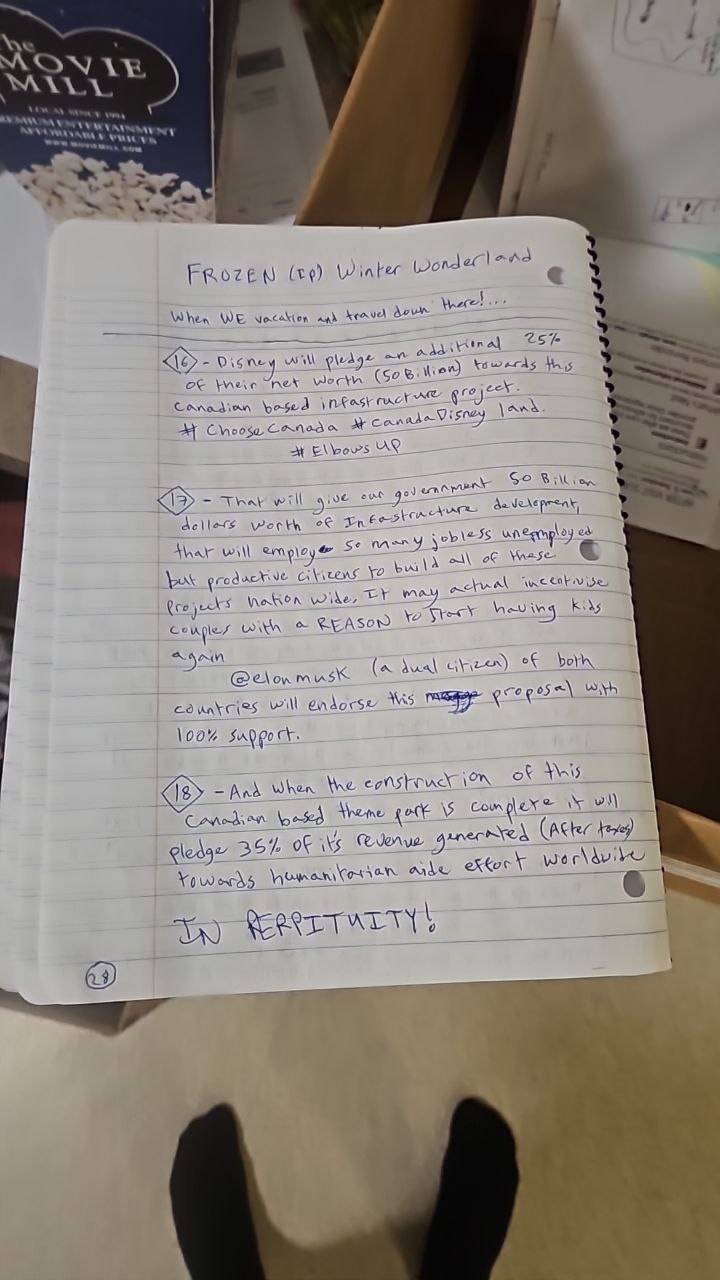 The
MOVIE
MILL
LOCAL SINCE 1994
PREMIUM ENTERTAINMENT
AFFORDABLE PRICES
WWW.MOVIEMILL.COM
FROZEN (IP) Winter Wonderland
When WE vacation and travel down there!...
16 - Disney will pledge an additional 25%
of their net worth (50 Billion) towards this
Canadian based infastructure project.
# Choose Canada # Canada Disney land.
# Elbows UP
17 - That will give our government 50 Billion
dollars worth of Infastructure development,
that will employ so many jobless unemployed
but productive citizens to build all of these
projects nation wide, It may actual incentivise
couples with a REASON to start having kids
again
@elonmusk (a dual citizen) of both
countries will endorse this proposal with
100% support.
18 - And when the construction of this
Canadian based theme park is complete it will
pledge 35% of it's revenue generated (After taxes)
towards humanitarian aide effort worldwide
IN PERPITUITY!
28